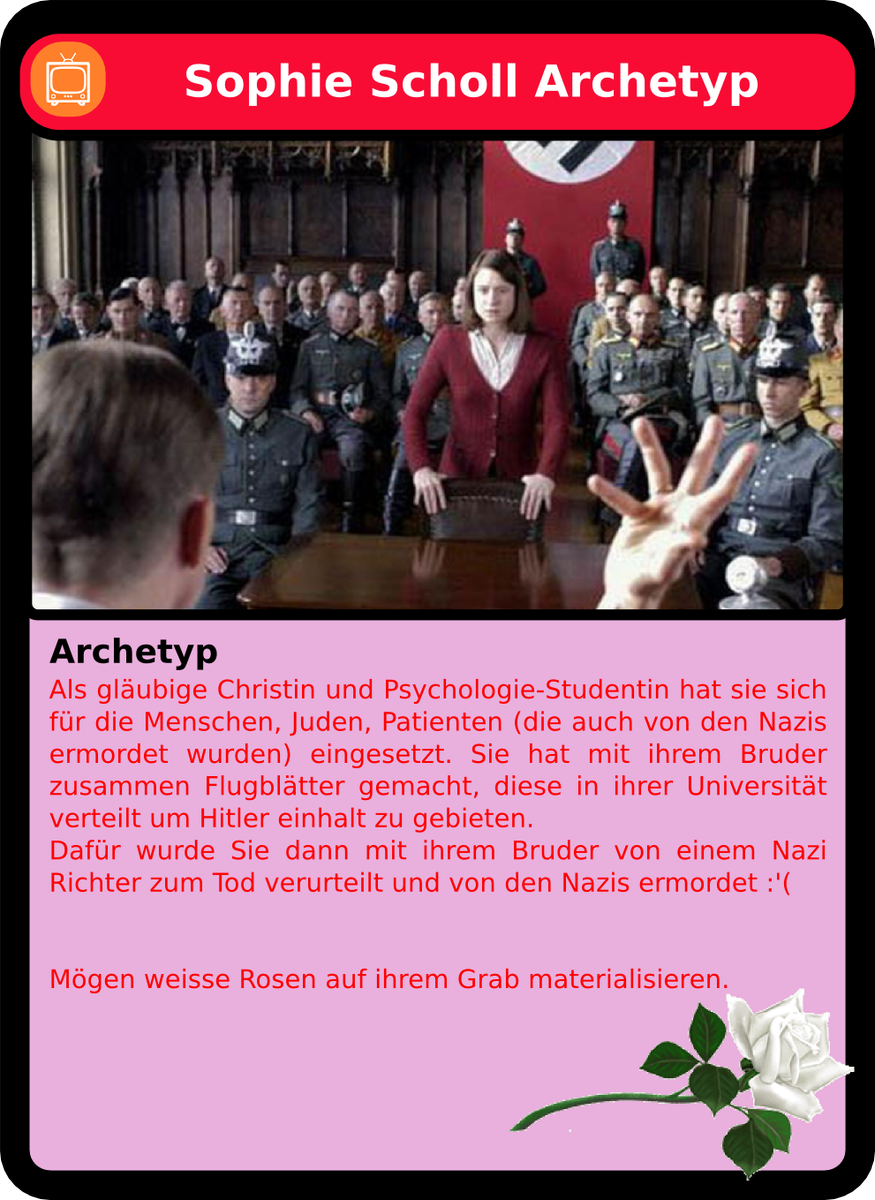 Sophie Scholl Archetyp
Archetyp
Als gläubige Christin und Psychologie-Studentin hat sie sich
für die Menschen, Juden, Patienten (die auch von den Nazis
ermordet wurden) eingesetzt. Sie hat mit ihrem Bruder
zusammen Flugblätter gemacht, diese in ihrer Universität
verteilt um Hitler einhalt zu gebieten.
Dafür wurde Sie dann mit ihrem Bruder von einem Nazi
Richter zum Tod verurteilt und von den Nazis ermordet :'(
Mögen weisse Rosen auf ihrem Grab materialisieren.